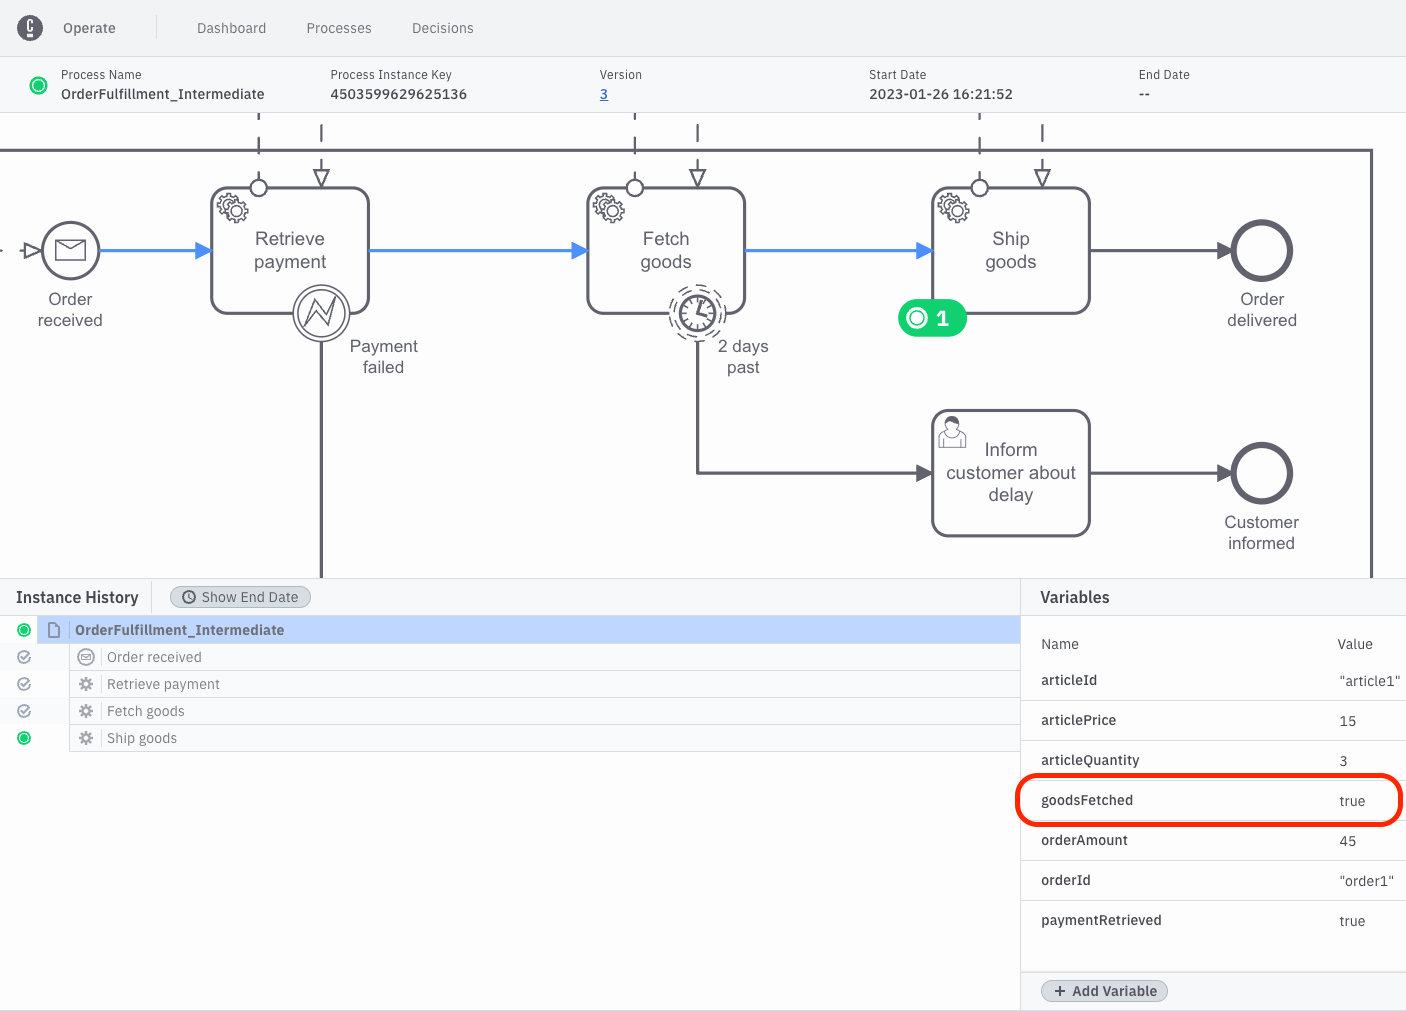 Operate
Dashboard
Processes
Decisions
Process Name
OrderFulfillment_Intermediate
Process Instance Key
4503599629625136
Version
3
Start Date
2023-01-26 16:21:52
End Date
--
Order
received
Retrieve
payment
Payment
failed
Fetch
goods
2 days
past
Ship
goods
1
Order
delivered
Inform
customer about
delay
Customer
informed
Instance History
Show End Date
OrderFulfillment_Intermediate
Order received
Retrieve payment
Fetch goods
Ship goods
Variables
Name Value
articleId "article1"
articlePrice 15
articleQuantity 3
goodsFetched true
orderAmount 45
orderId "order1"
paymentRetrieved true
+ Add Variable